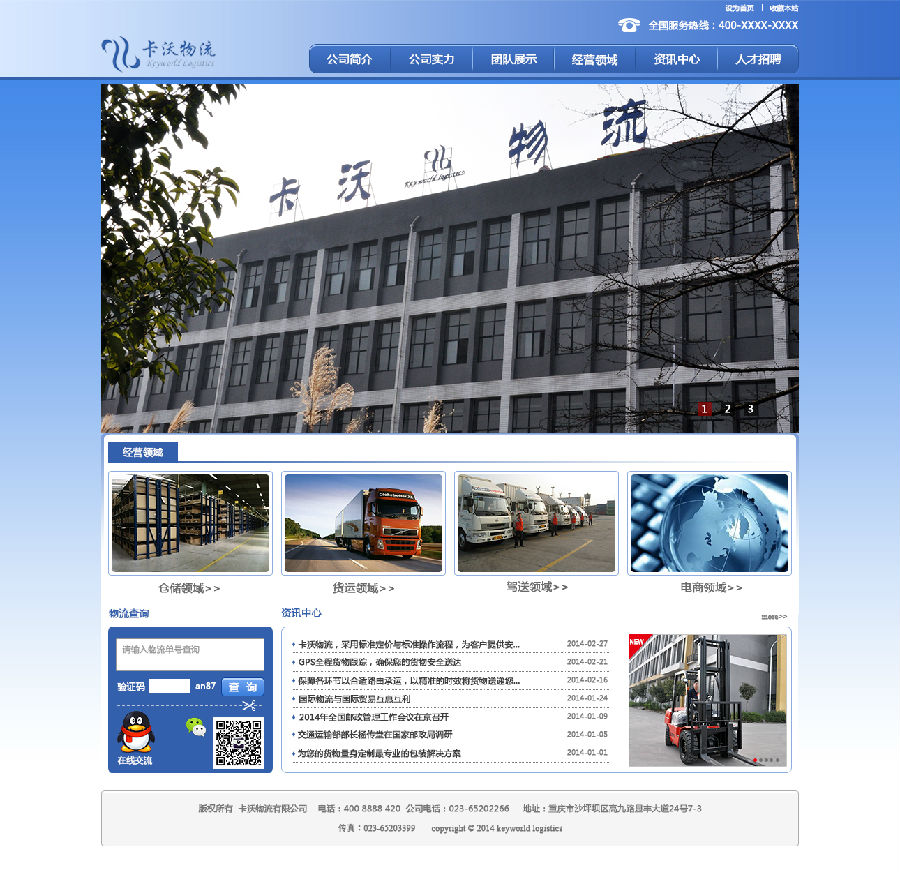 设为首页 | 收藏本站
全国服务热线：400-XXXX-XXXX
卡沃物流
Keyworld Logistics
公司简介 公司实力 团队展示 经营领域 资讯中心 人才招聘
卡沃 物流
1 2 3
经营领域
仓储领域>> 货运领域>> 驾送领域>> 电商领域>>
物流查询
资讯中心
more>>
请输入物流单号查询
验证码 an87 查 询
在线交流
卡沃物流，采用标准定价与标准操作流程，为客户提供安... 2014-02-27
GPS全程货物跟踪，确保您的货物安全送达 2014-02-21
保障各环节以合适路由承运，以精准的时效将货物送递您... 2014-02-16
国际物流与国际贸易互惠互利 2014-01-24
2014年全国邮政管理工作会议在京召开 2014-01-09
交通运输部部长杨传堂在国家邮政局调研 2014-01-05
为您的货物量身定制最专业的包装解决方案 2014-01-01
NEW
版权所有 卡沃物流有限公司 电话：400 8888 420 公司电话：023-65202266 地址：重庆市沙坪坝区高九路恩丰大道24号7-3
传真：023-65203399 copyright © 2014 keyworld logistics